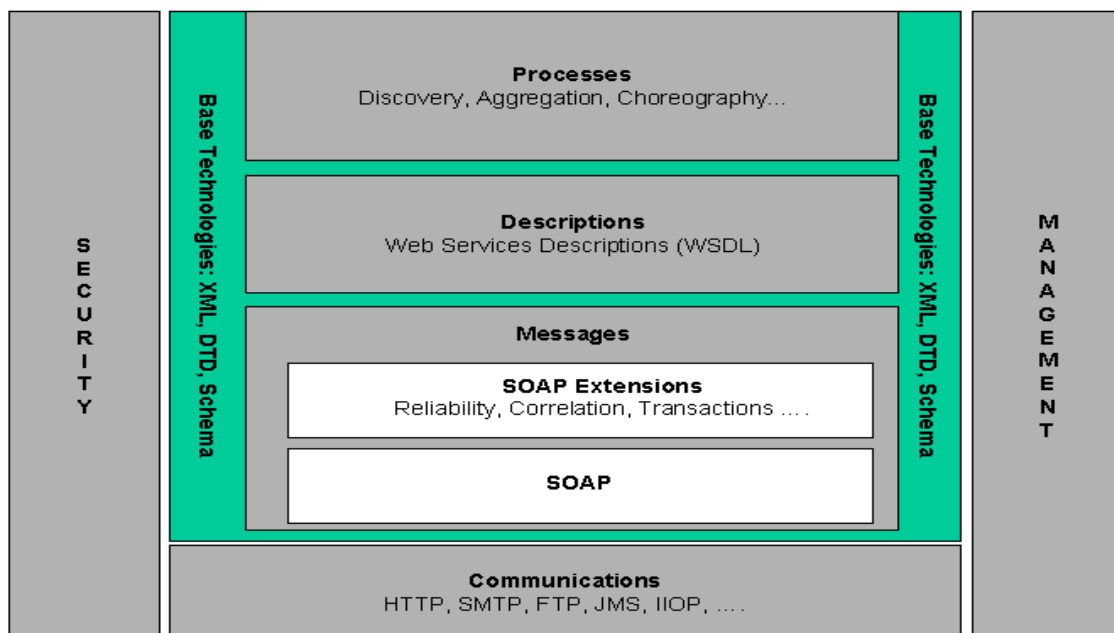 SECURITY
Base Technologies: XML, DTD, Schema
Processes
Discovery, Aggregation, Choreography...
Descriptions
Web Services Descriptions (WSDL)
Messages
SOAP Extensions
Reliability, Correlation, Transactions ....
SOAP
Base Technologies: XML, DTD, Schema
MANAGEMENT
Communications
HTTP, SMTP, FTP, JMS, IIOP, ....